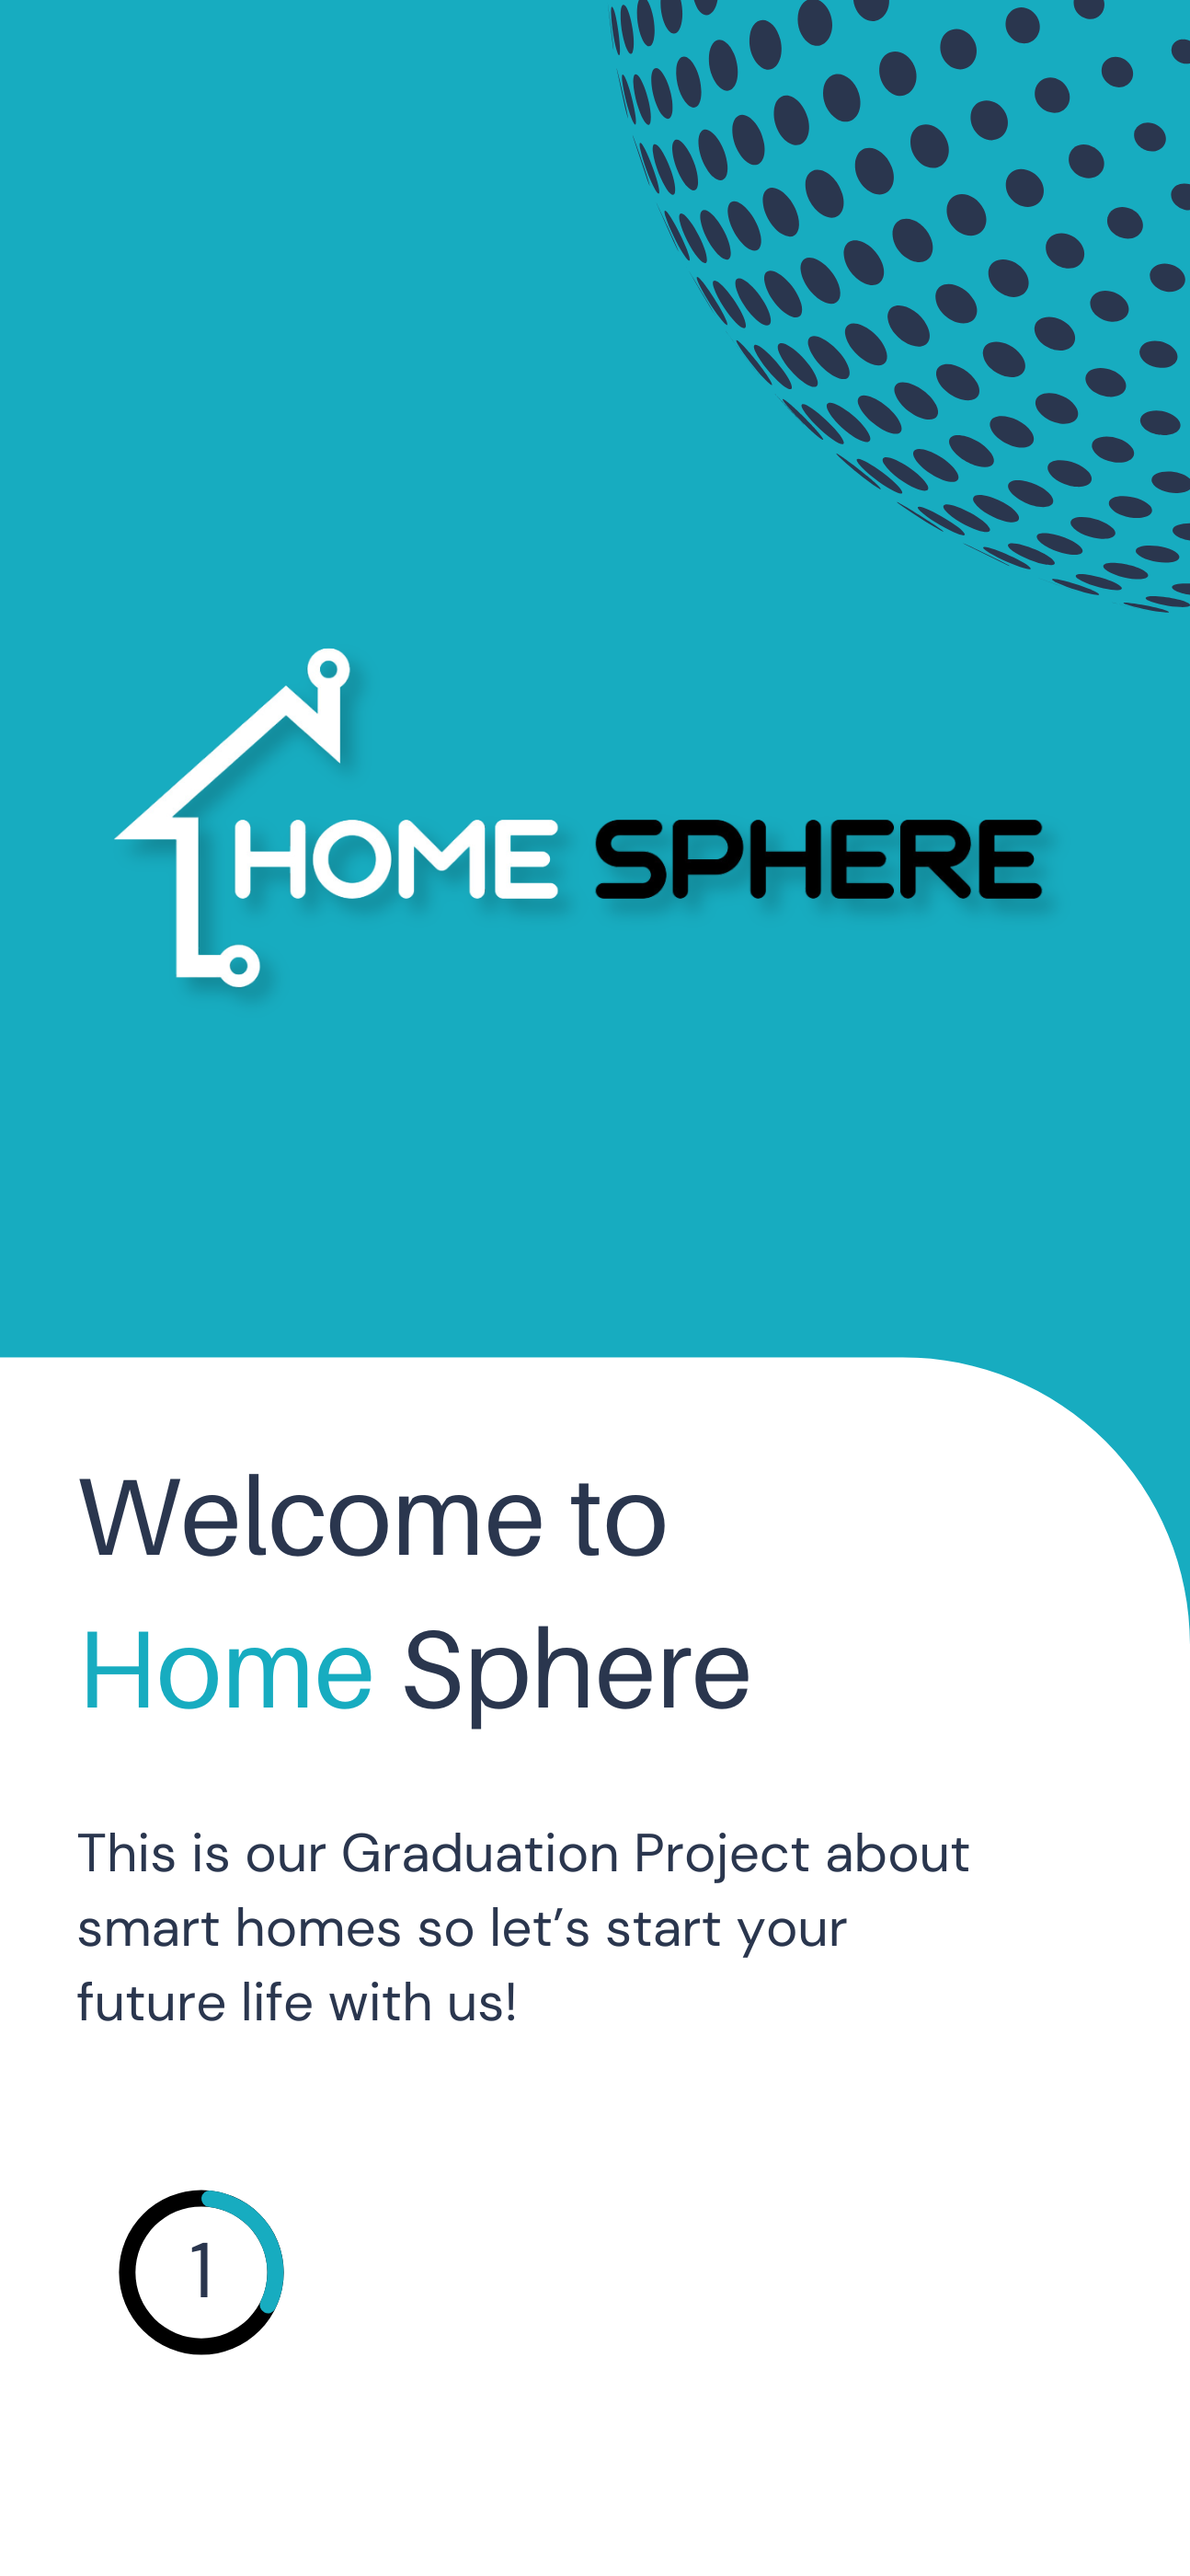 HOME SPHERE
Welcome to
Home Sphere
This is our Graduation Project about
smart homes so let’s start your
future life with us!
1